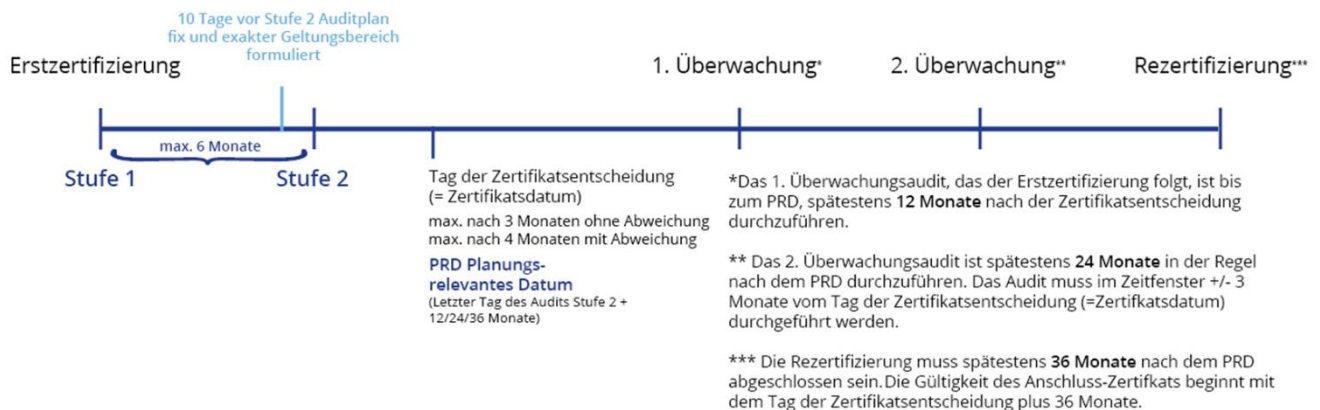 10 Tage vor Stufe 2 Auditplan
fix und exakter Geltungsbereich
formuliert
Erstzertifizierung
1. Überwachung*
2. Überwachung**
Rezertifizierung***
max. 6 Monate
Stufe 1
Stufe 2
Tag der Zertifikatsentscheidung
(= Zertifikatsdatum)
max. nach 3 Monaten ohne Abweichung
max. nach 4 Monaten mit Abweichung
PRD Planungs-
relevantes Datum
(Letzter Tag des Audits Stufe 2 +
12/24/36 Monate)
*Das 1. Überwachungsaudit, das der Erstzertifizierung folgt, ist bis
zum PRD, spätestens 12 Monate nach der Zertifikatsentscheidung
durchzuführen.
** Das 2. Überwachungsaudit ist spätestens 24 Monate in der Regel
nach dem PRD durchzuführen. Das Audit muss im Zeitfenster +/- 3
Monate vom Tag der Zertifikatsentscheidung (=Zertifkatsdatum)
durchgeführt werden.
*** Die Rezertifizierung muss spätestens 36 Monate nach dem PRD
abgeschlossen sein. Die Gültigkeit des Anschluss-Zertifkats beginnt mit
dem Tag der Zertifikatsentscheidung plus 36 Monate.